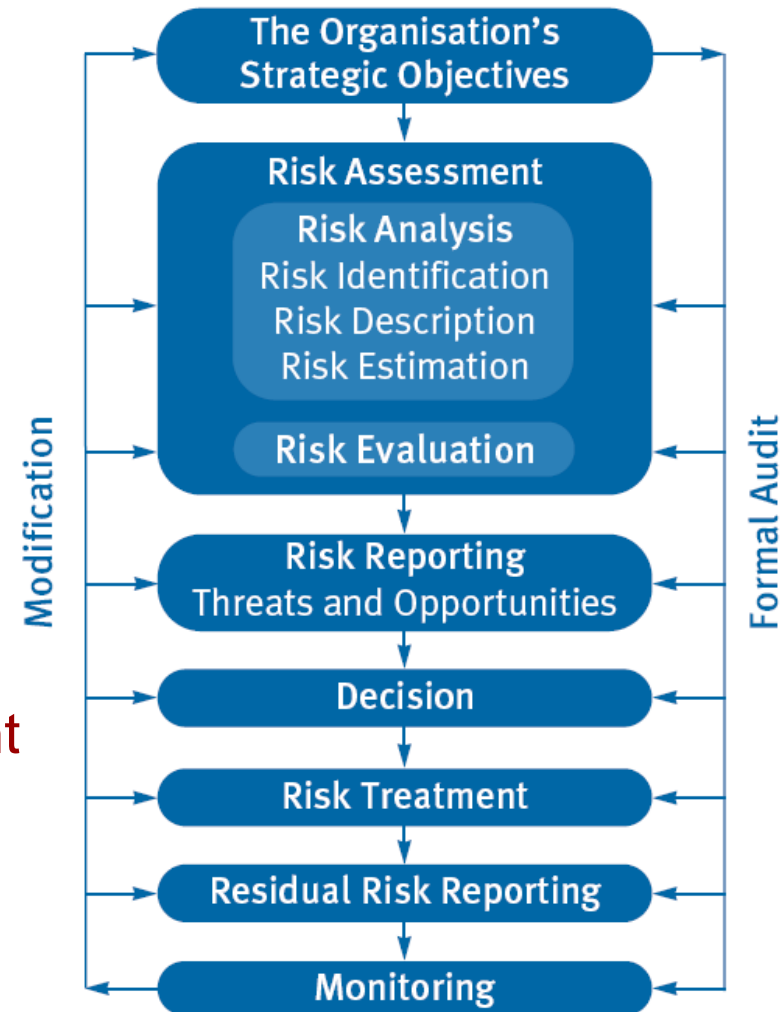 The Organisation's
Strategic Objectives
Risk Assessment
Risk Analysis
Risk Identification
Risk Description
Risk Estimation
Risk Evaluation
Risk Reporting
Threats and Opportunities
Decision
Risk Treatment
Residual Risk Reporting
Monitoring
Modification
Formal Audit